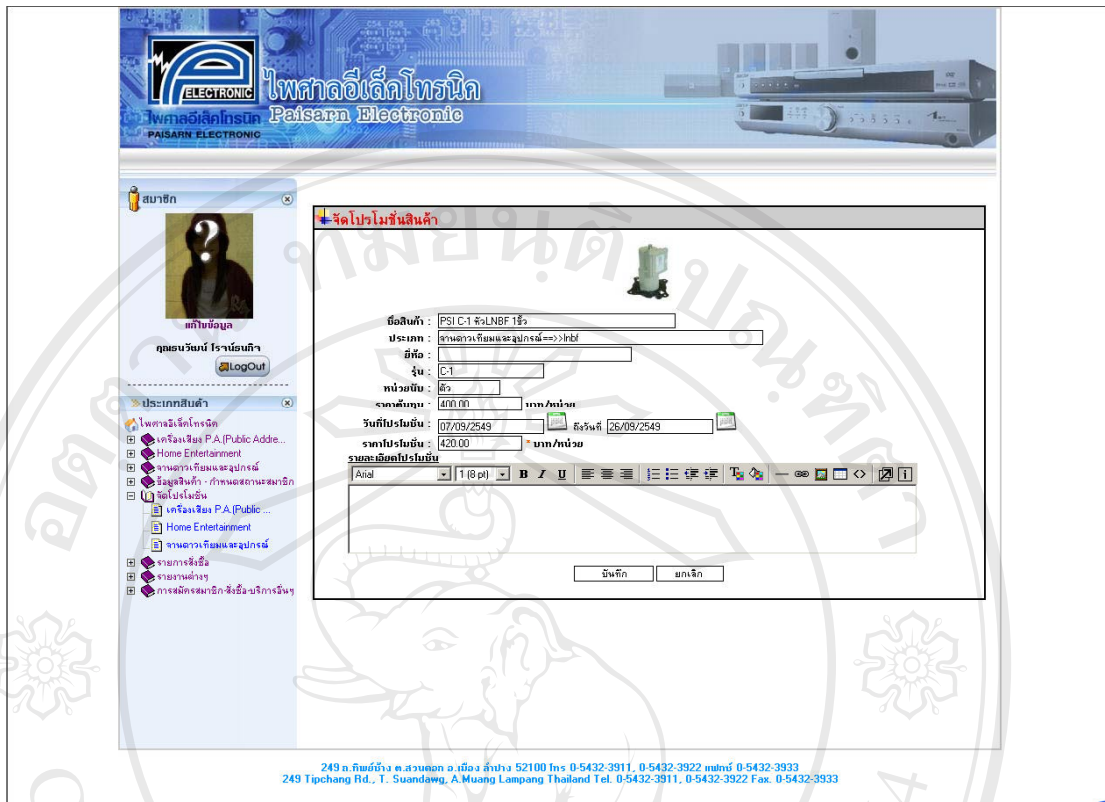 ELECTRONIC
ไพศาลอีเล็คโทรนิค
PAISARN ELECTRONIC
ไพศาลอีเล็คโทรนิค
Paisarn Electronic
สมาชิก
?
แก้ไขข้อมูล
คุณธนวัฒน์ โรจน์ธนกิจ
LogOut
ประเภทสินค้า
ไพศาลอีเล็คโทรนิค
เครื่องเสียง P.A.(Public Addre...
Home Entertainment
จานดาวเทียมและอุปกรณ์
ข้อมูลสินค้า - กำหนดสถานะสมาชิก
จัดโปรโมชั่น
เครื่องเสียง P.A.(Public ...
Home Entertainment
จานดาวเทียมและอุปกรณ์
รายการสั่งซื้อ
รายงานต่างๆ
การสมัครสมาชิก-สั่งซื้อ-บริการอื่นๆ
จัดโปรโมชั่นสินค้า
ชื่อสินค้า : PSI C-1 หัวLNBF 1ขั้ว
ประเภท : จานดาวเทียมและอุปกรณ์==>>lnbf
ยี่ห้อ :
รุ่น : C-1
หน่วยนับ : ตัว
ราคาต้นทุน : 400.00 บาท/หน่วย
วันที่โปรโมชั่น : 07/09/2549 ถึงวันที่ 26/09/2549
ราคาโปรโมชั่น : 420.00 * บาท/หน่วย
รายละเอียดโปรโมชั่น
Arial 1 (8 pt) B I U
บันทึก ยกเลิก
249 ถ.ทิพย์ช้าง ต.สวนดอก อ.เมือง ลำปาง 52100 โทร 0-5432-3911, 0-5432-3922 แฟกซ์ 0-5432-3933
249 Tipchang Rd., T. Suandawg, A.Muang Lampang Thailand Tel. 0-5432-3911, 0-5432-3922 Fax. 0-5432-3933